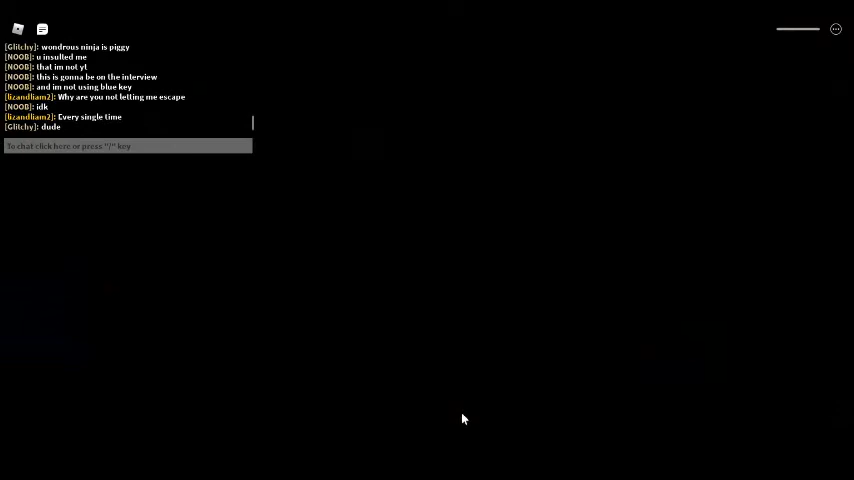 [Glitchy]: wondrous ninja is piggy
[NOOB]: u insulted me
[NOOB]: that im not yt
[NOOB]: this is gonna be on the interview
[NOOB]: and im not using blue key
[lizandliam2]: Why are you not letting me escape
[NOOB]: idk
[lizandliam2]: Every single time
[Glitchy]: dude
To chat click here or press "/" key